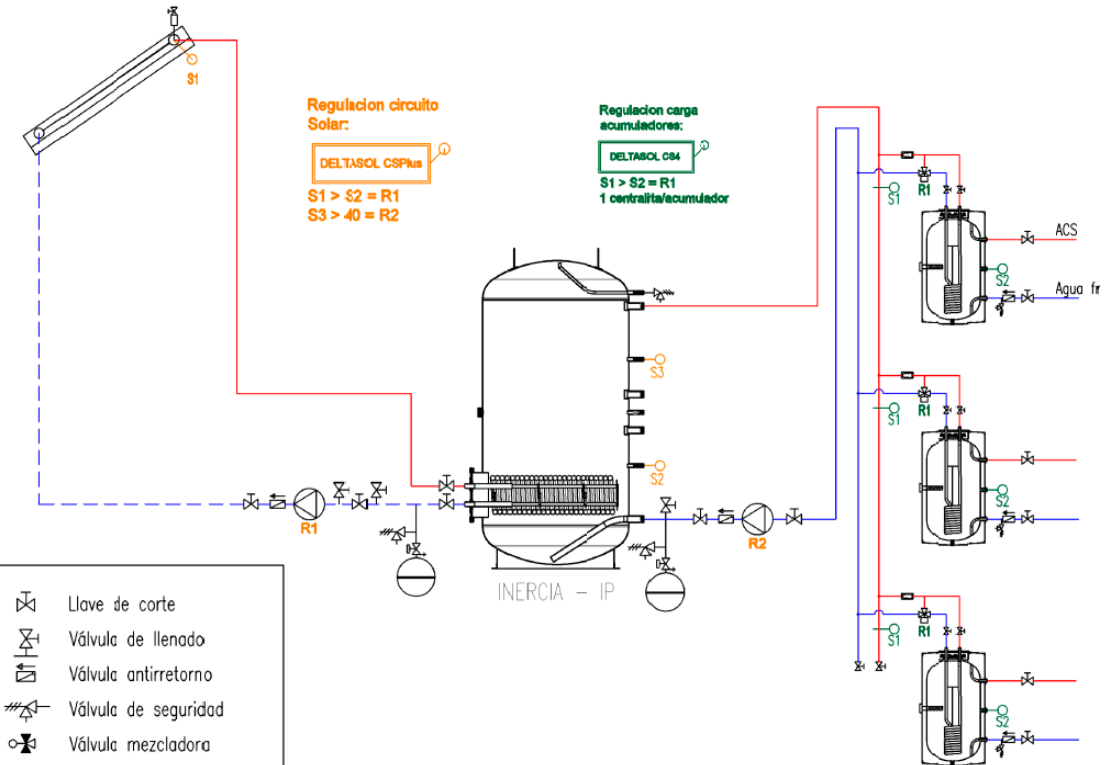 S1
Regulacion circuito
Solar:
DELTASOL CSPlus
S1 > S2 = R1
S3 > 40 = R2
Regulacion carga
acumuladores:
DELTASOL CS4
S1 > S2 = R1
1 centralita/acumulador
S1
R1
ACS
S2
Agua fr
S3
S2
R1
R2
INERCIA - IP
S1
R1
S2
S1
R1
S2
Llave de corte
Válvula de llenado
Válvula antirretorno
Válvula de seguridad
Válvula mezcladora